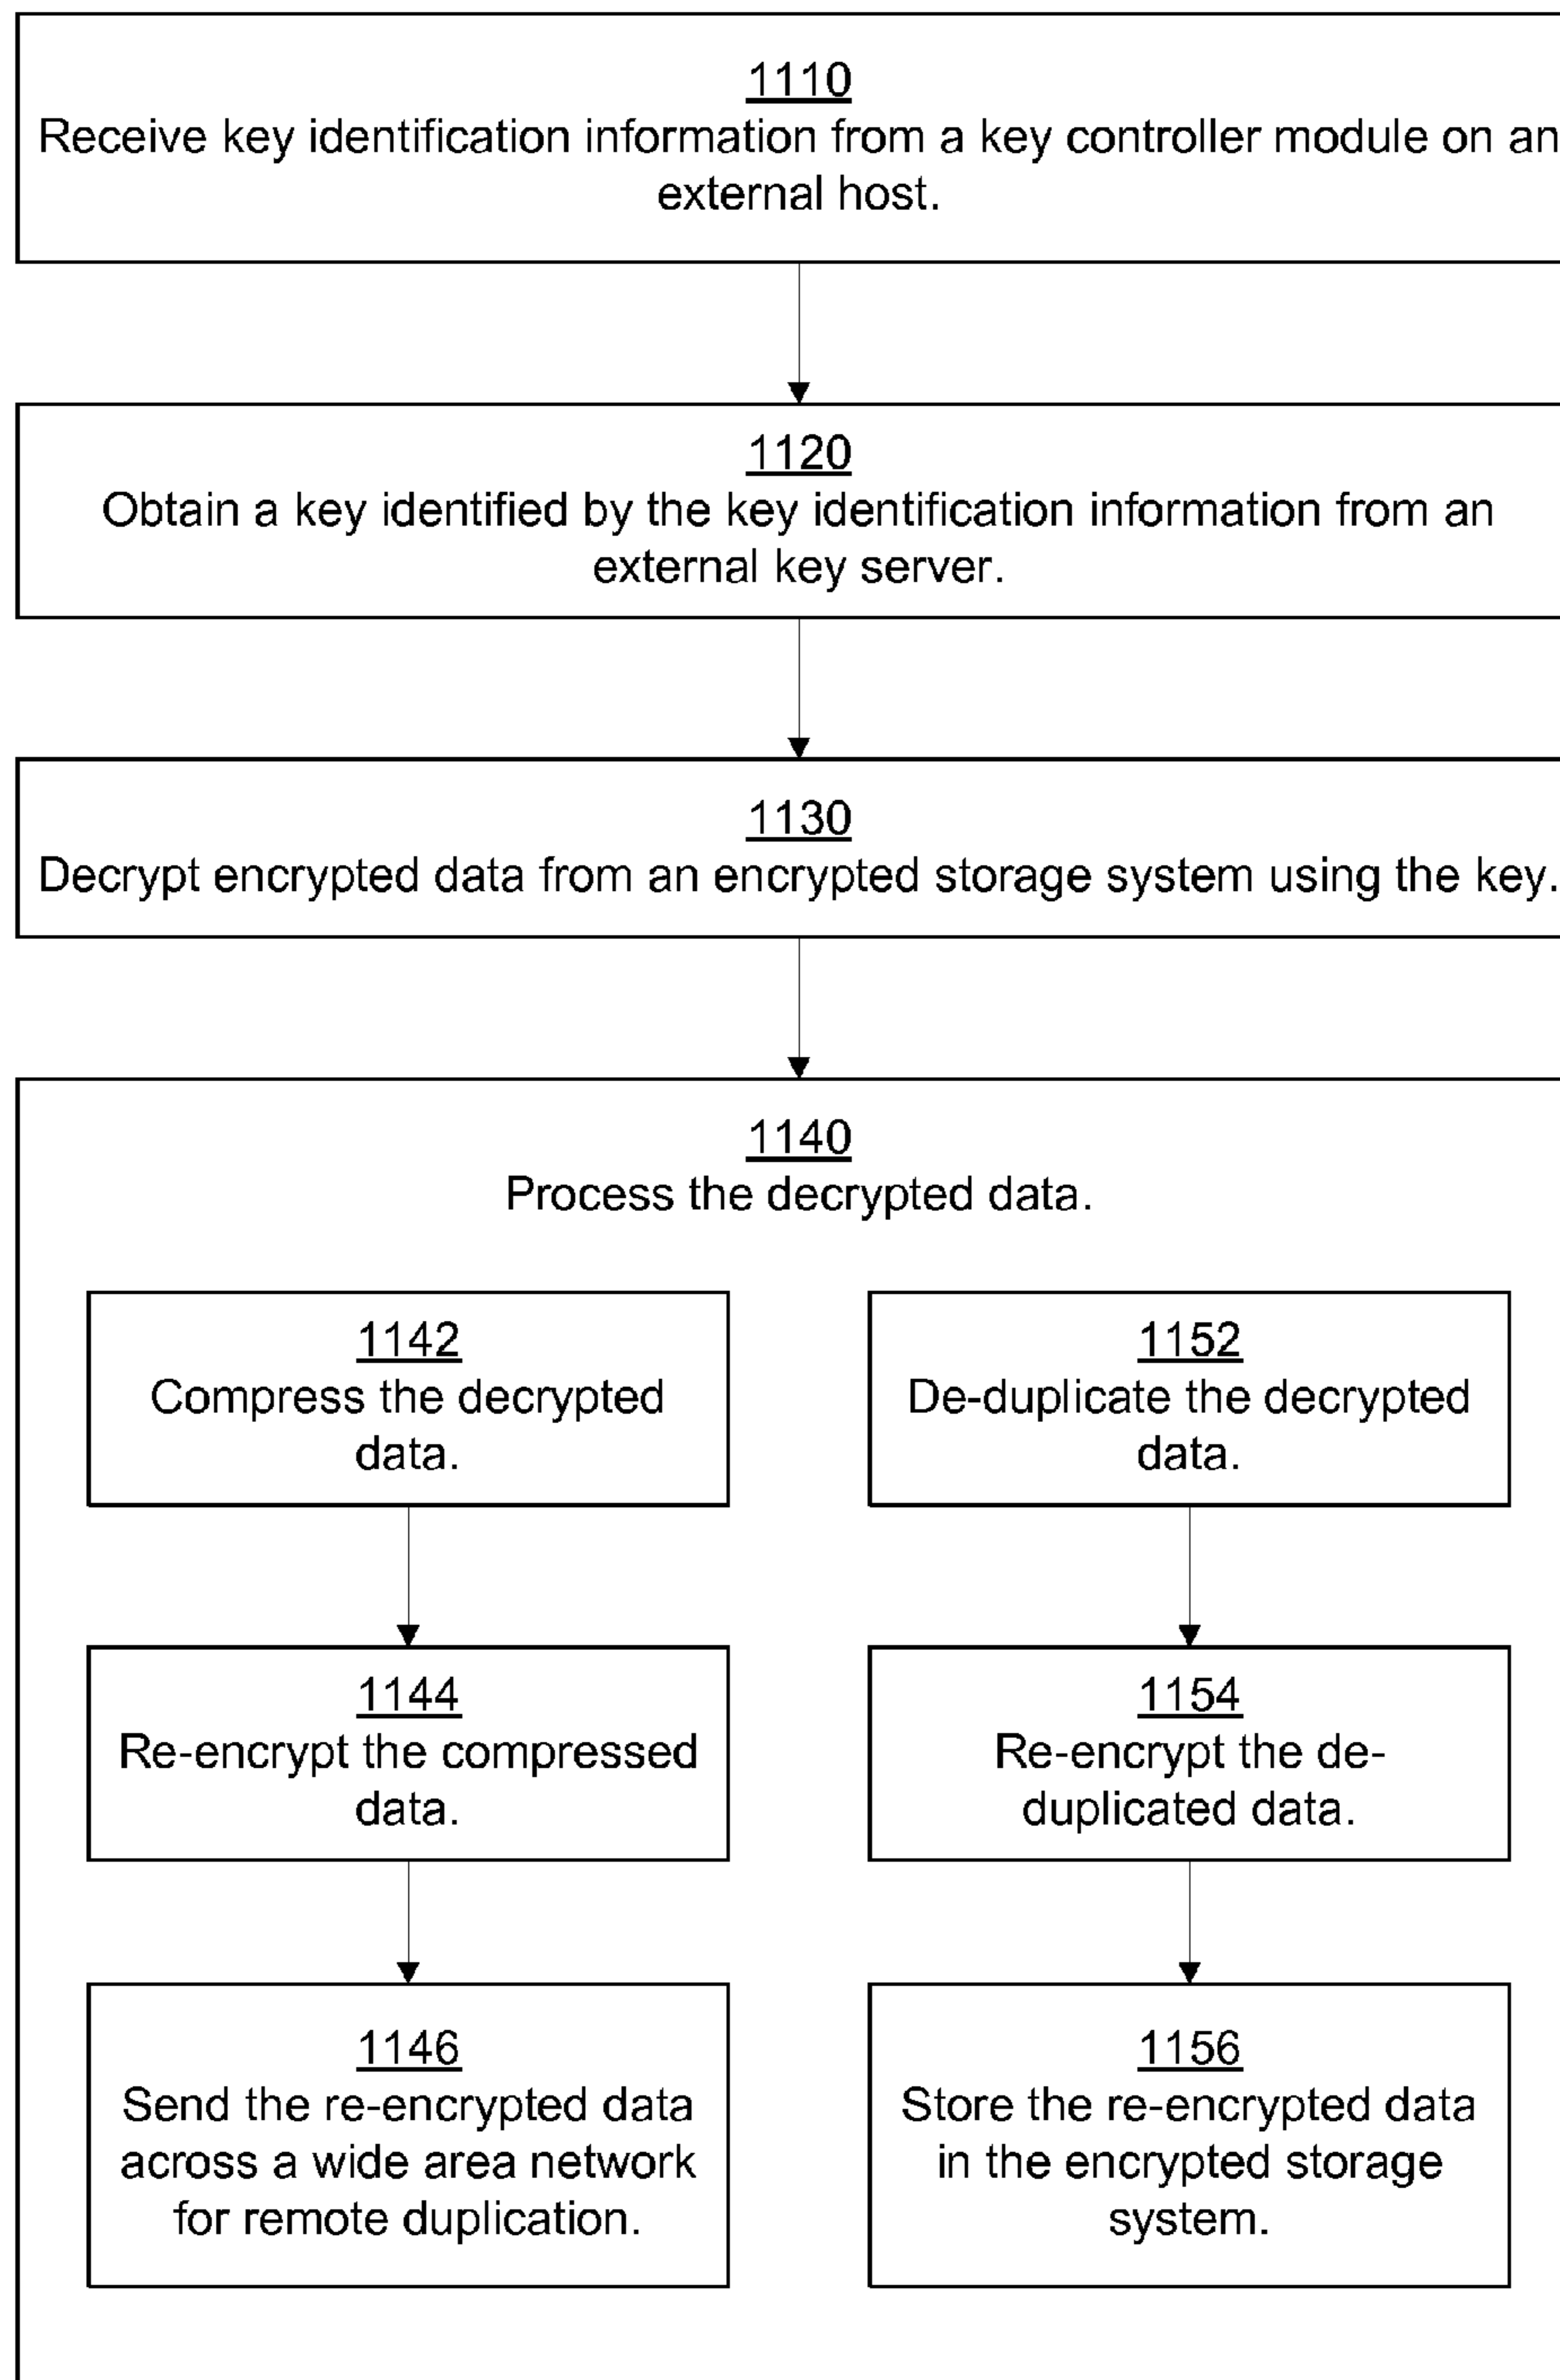 1110
Receive key identification information from a key controller module on an
external host.
1120
Obtain a key identified by the key identification information from an
external key server.
1130
Decrypt encrypted data from an encrypted storage system using the key.
1140
Process the decrypted data.
1142
Compress the decrypted
data.
1144
Re-encrypt the compressed
data.
1146
Send the re-encrypted data
across a wide area network
for remote duplication.
1152
De-duplicate the decrypted
data.
1154
Re-encrypt the de-
duplicated data.
1156
Store the re-encrypted data
in the encrypted storage
system.